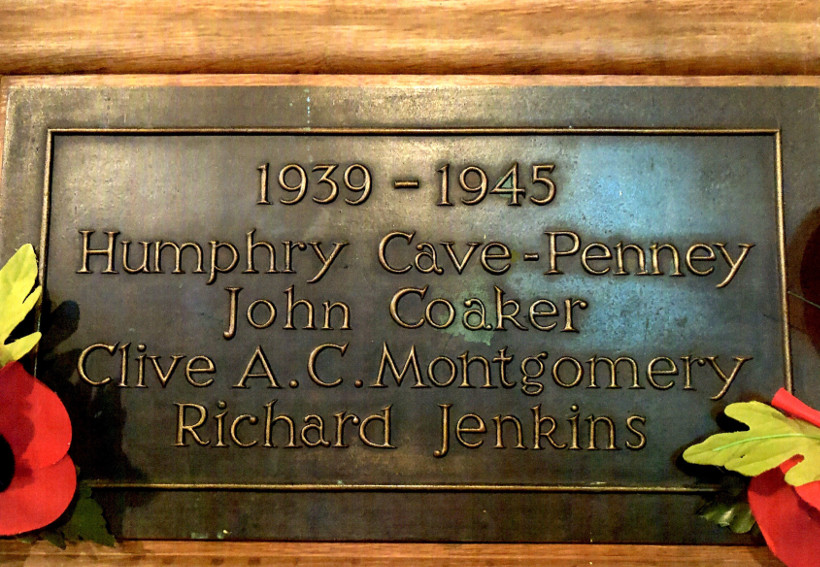 1939 - 1945
Humphry Cave-Penney
John Coaker
Clive A.C. Montgomery
Richard Jenkins